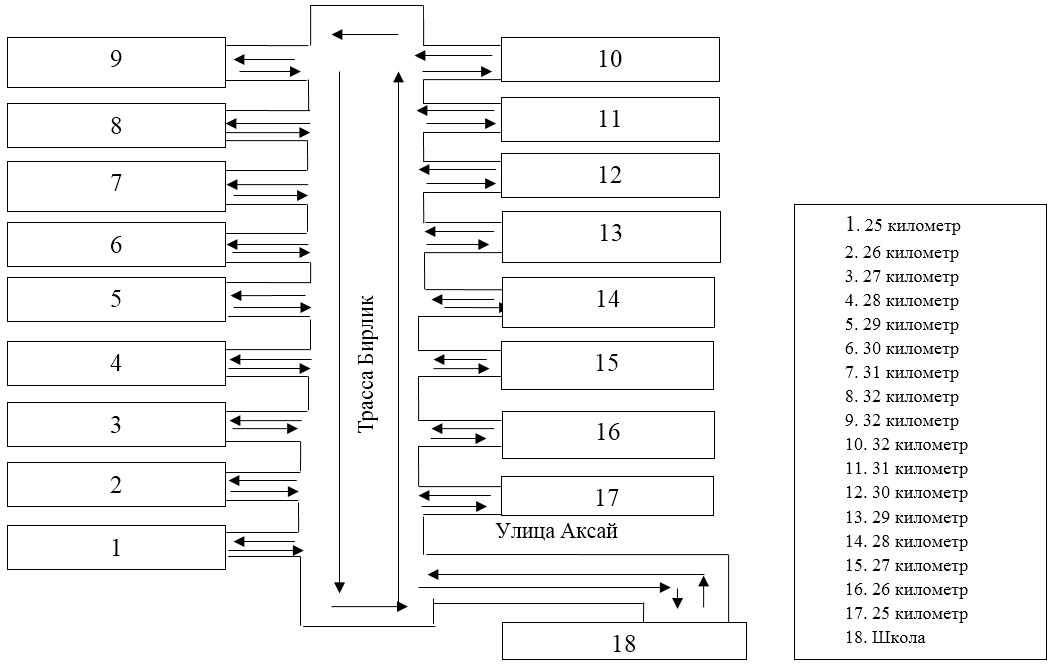 9
10
8
11
7
12
6
13
5
14
4
15
3
16
2
17
1
18
Трасса Бирлик
Улица Аксай
1. 25 километр
2. 26 километр
3. 27 километр
4. 28 километр
5. 29 километр
6. 30 километр
7. 31 километр
8. 32 километр
9. 32 километр
10. 32 километр
11. 31 километр
12. 30 километр
13. 29 километр
14. 28 километр
15. 27 километр
16. 26 километр
17. 25 километр
18. Школа